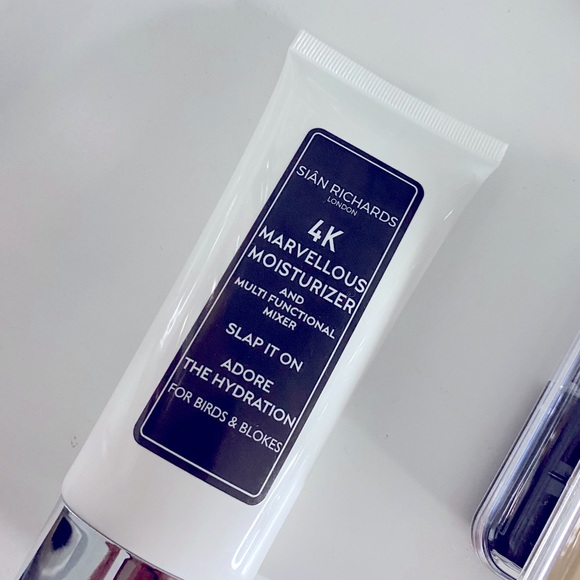 SIÂN RICHARDS
LONDON
4K
MARVELLOUS
MOISTURIZER
AND
MULTI FUNCTIONAL
MIXER
SLAP IT ON
ADORE
THE HYDRATION
FOR BIRDS & BLOKES